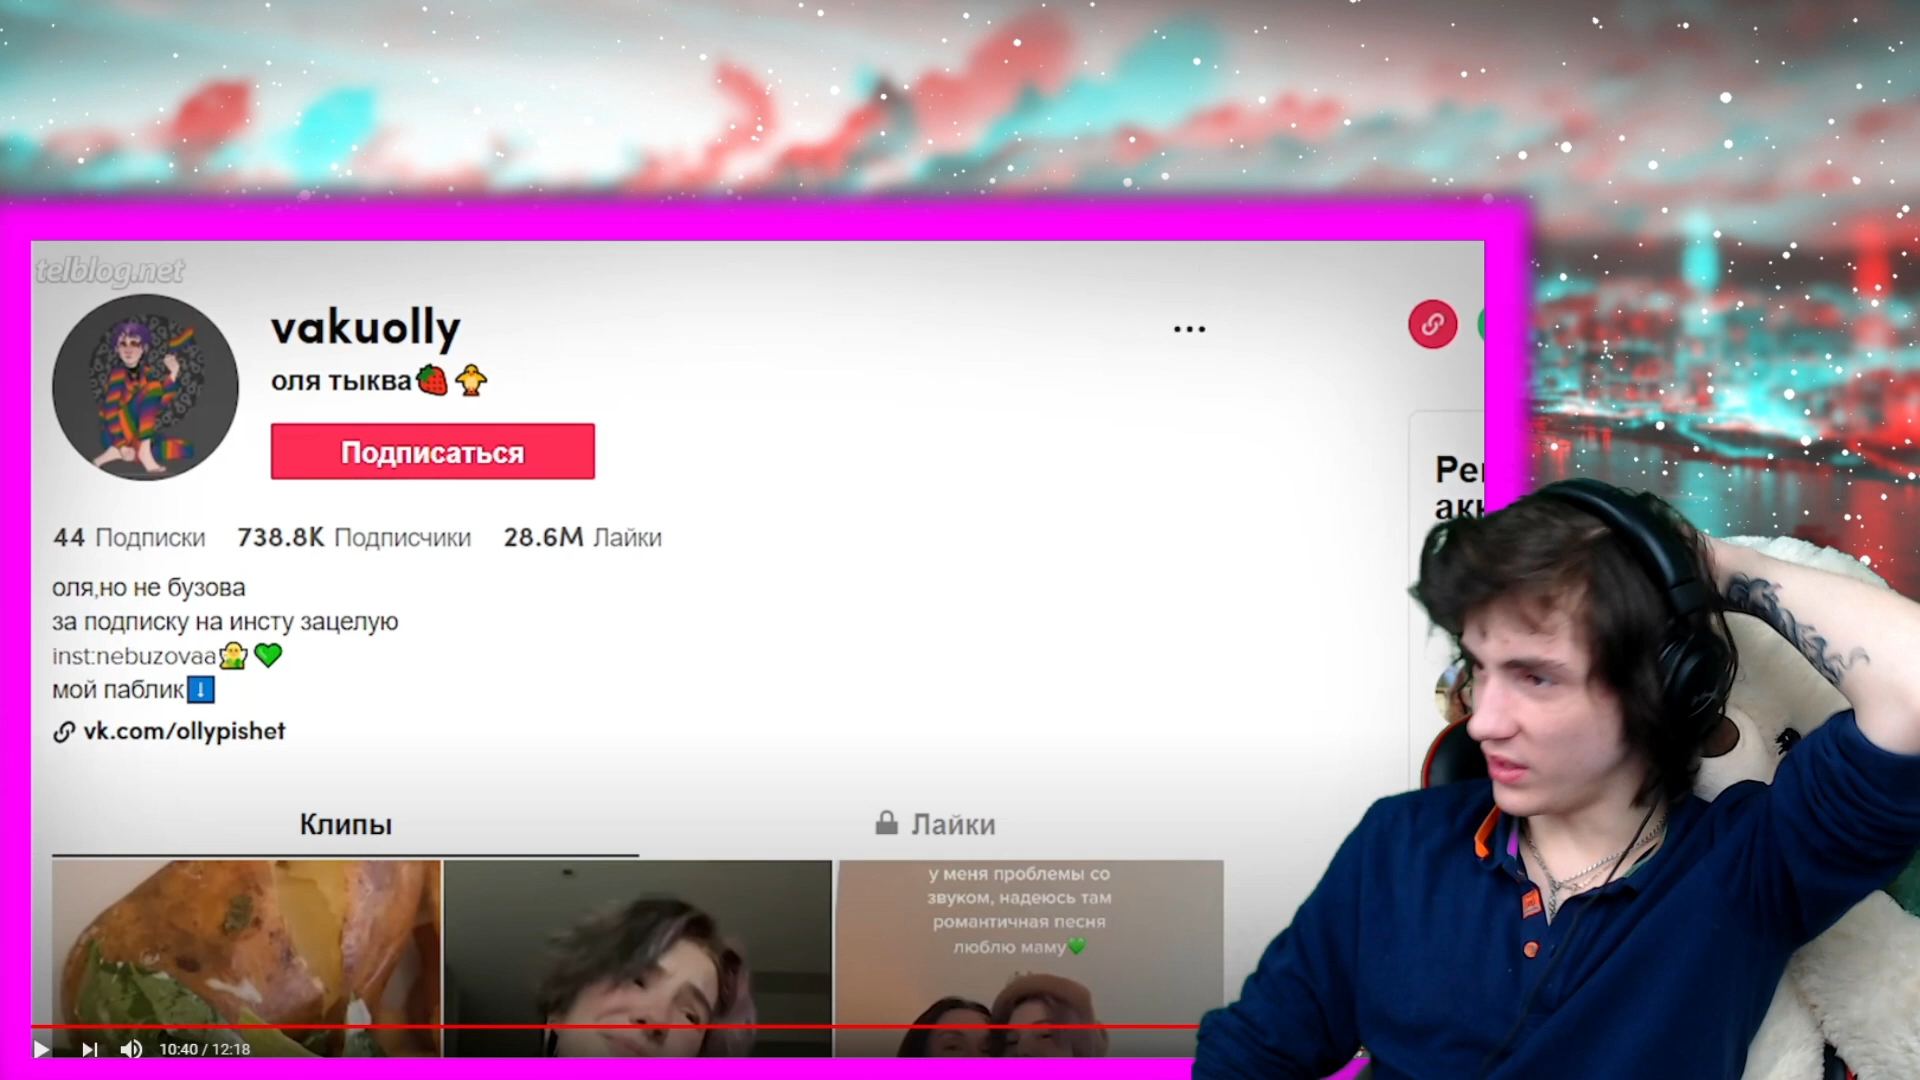 telblog.net
vakuolly
оля тыква🍓🐥
Подписаться
44 Подписки 738.8K Подписчики 28.6M Лайки
оля,но не бузова
за подписку на инсту зацелую
inst:nebuzovaa
мой паблик⬇️
vk.com/ollypishet
Клипы
Лайки
у меня проблемы со
звуком, надеюсь там
романтичная песня
люблю маму💚
10:40 / 12:18